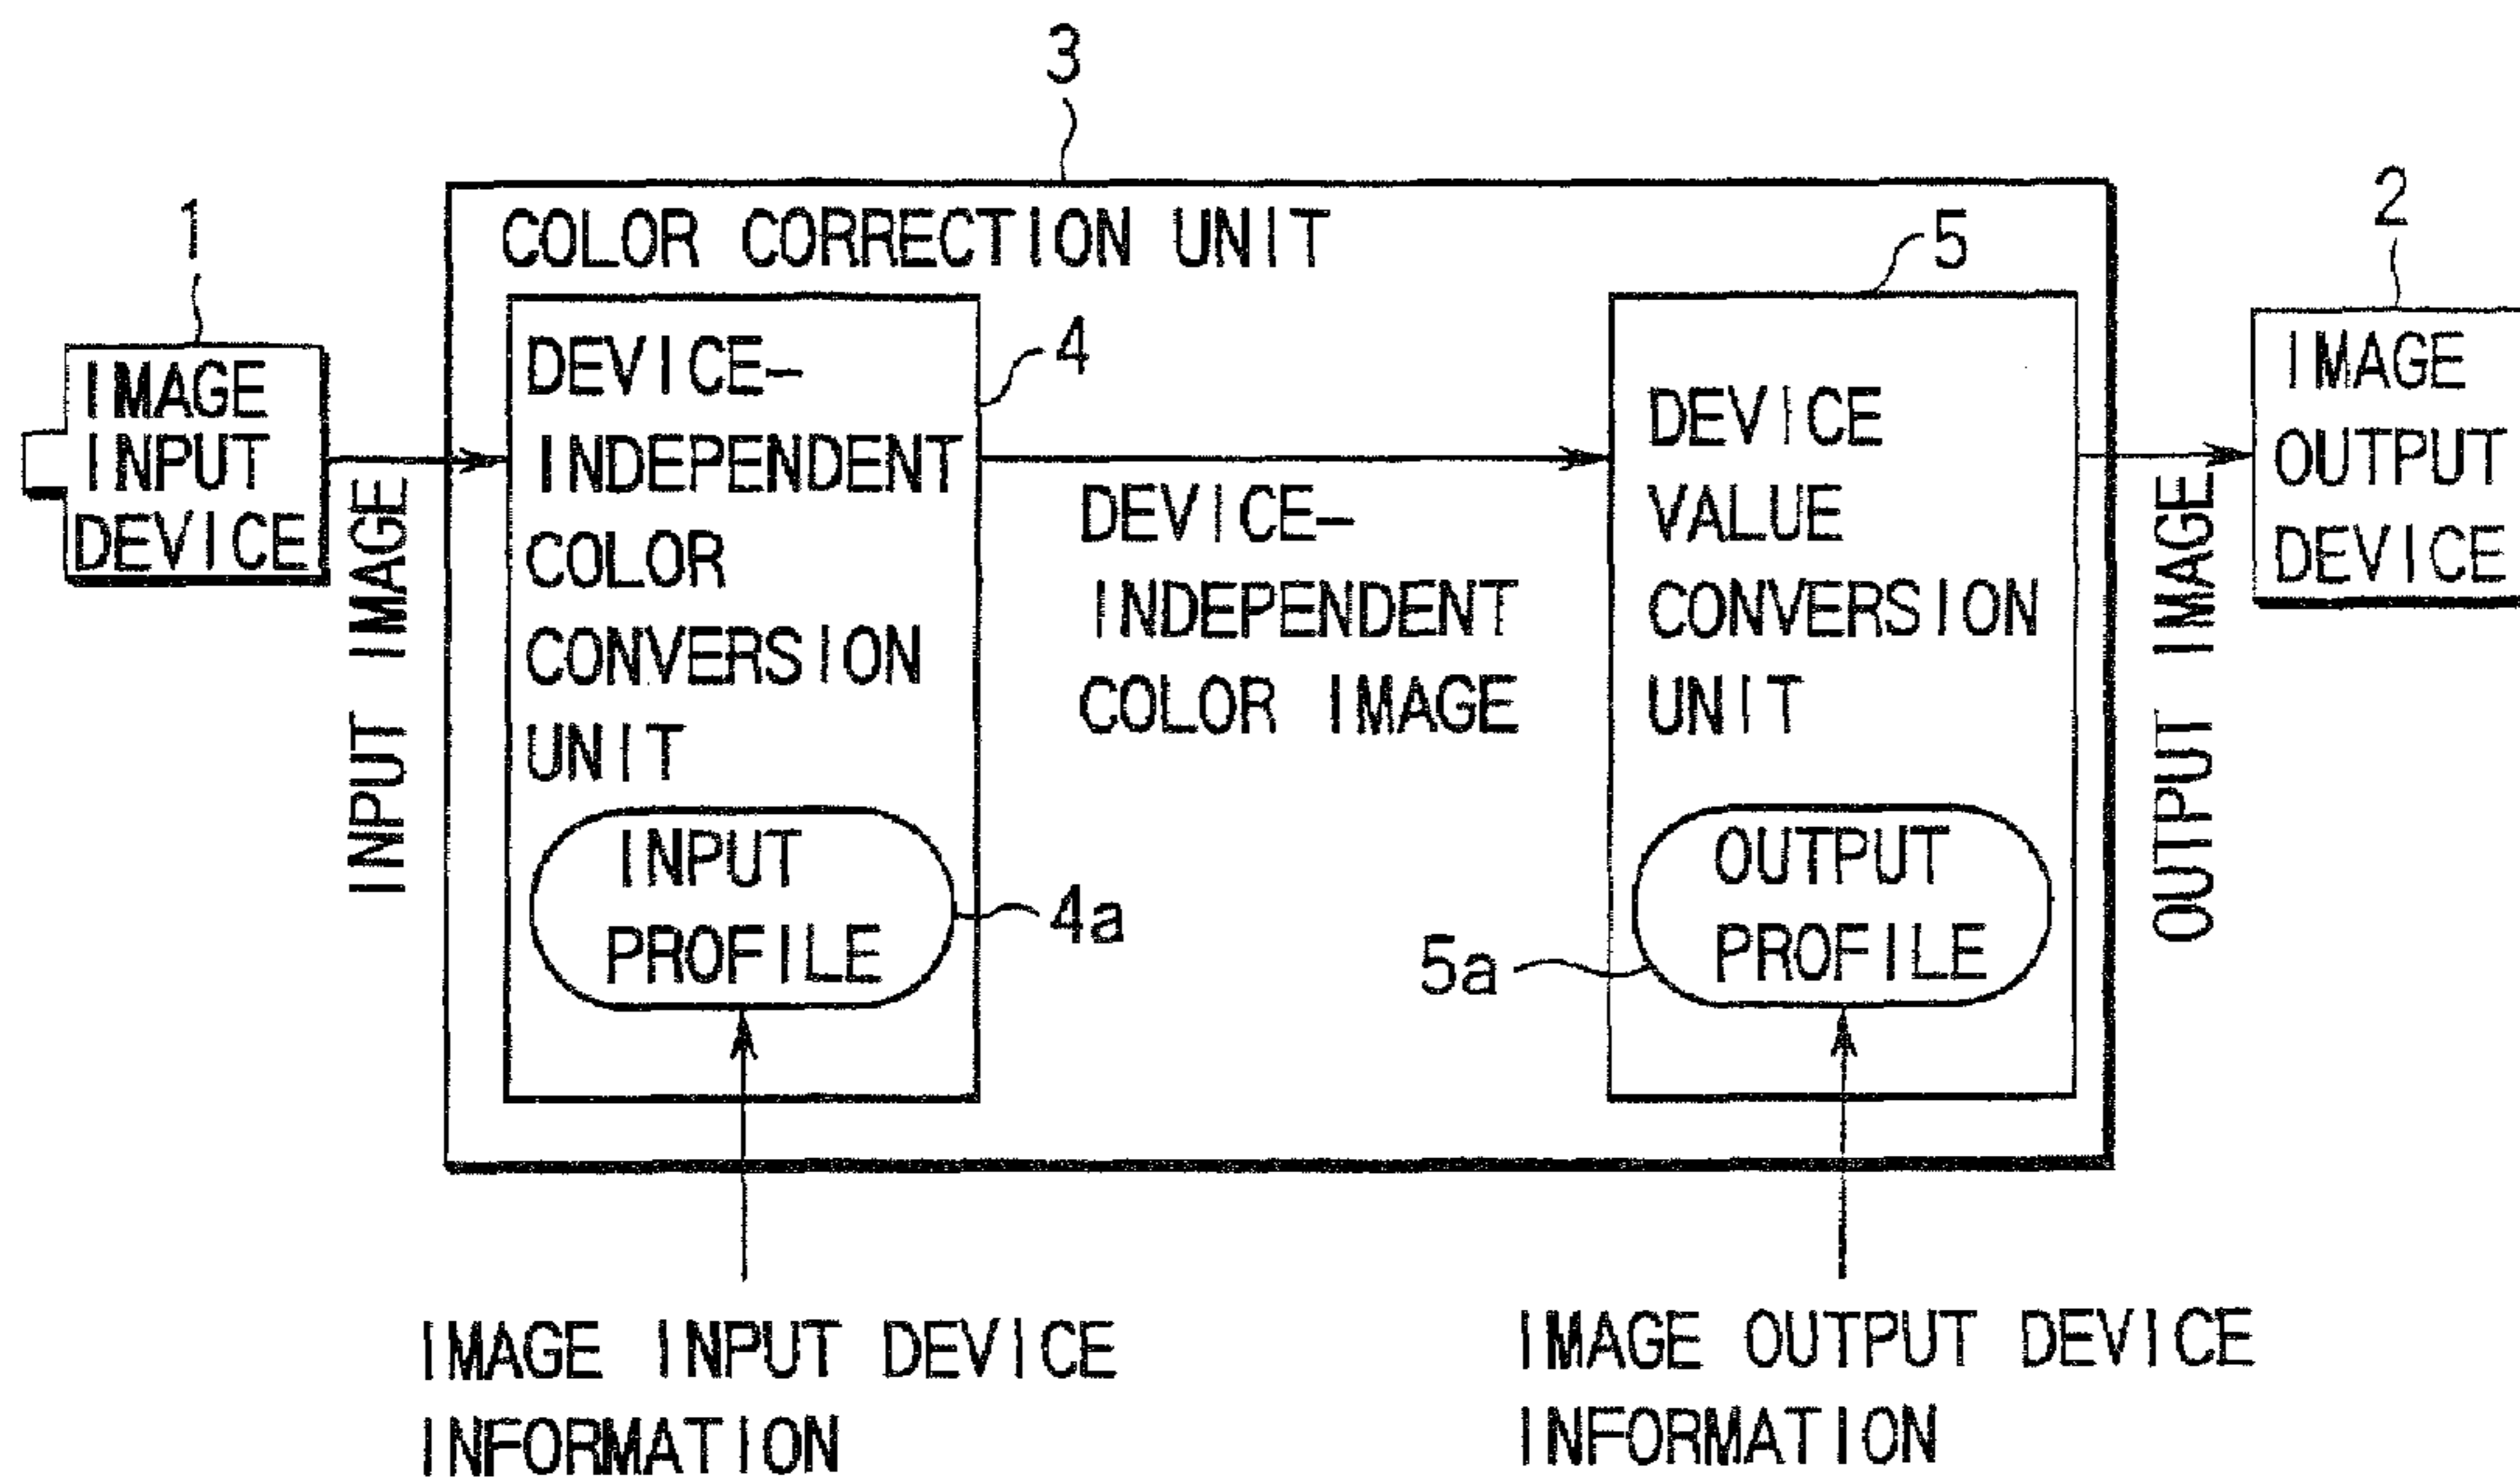 3
1
2
COLOR CORRECTION UNIT
5
IMAGE
INPUT
DEVICE
INPUT IMAGE
DEVICE-
INDEPENDENT
COLOR
CONVERSION
UNIT
4
INPUT
PROFILE
4a
DEVICE-
INDEPENDENT
COLOR IMAGE
DEVICE
VALUE
CONVERSION
UNIT
OUTPUT
PROFILE
5a
OUTPUT IMAGE
IMAGE
OUTPUT
DEVICE
IMAGE INPUT DEVICE
INFORMATION
IMAGE OUTPUT DEVICE
INFORMATION